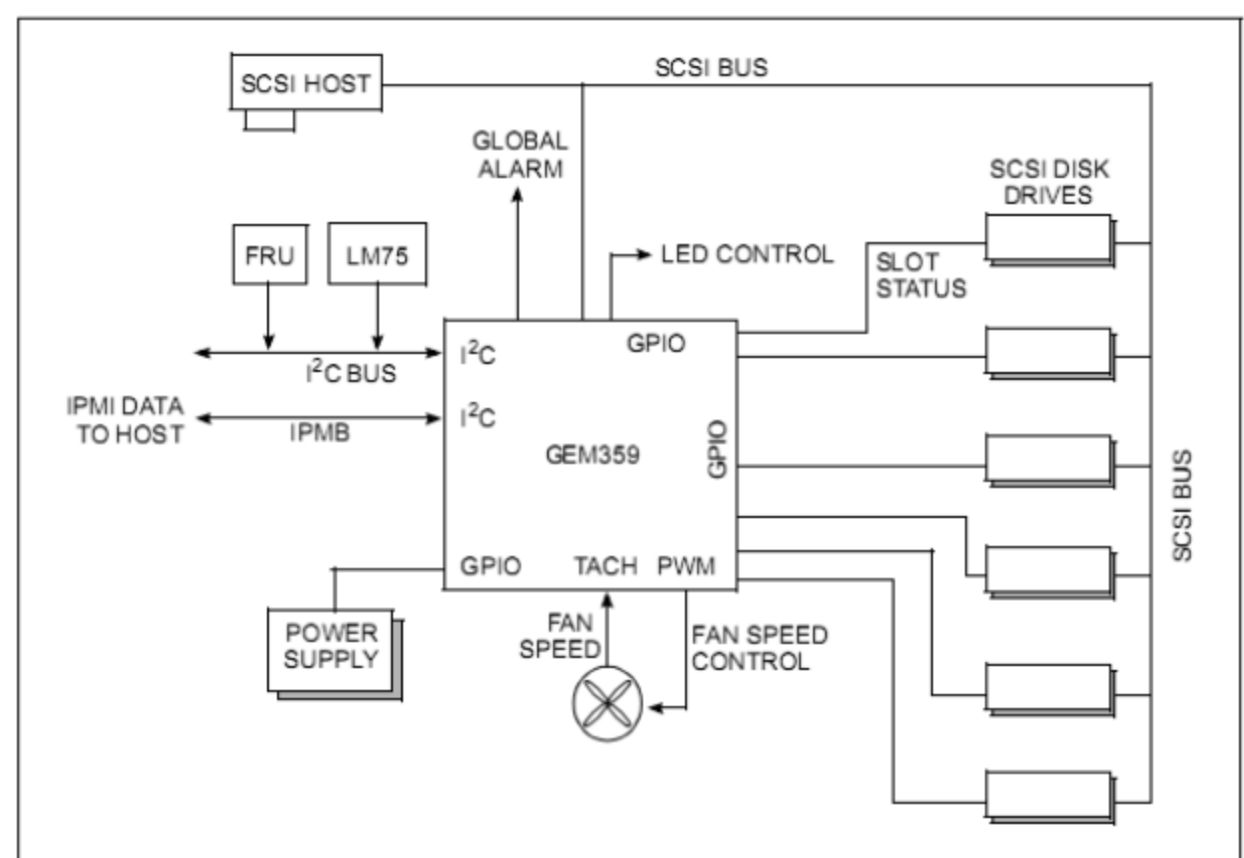 SCSI HOST
SCSI BUS
GLOBAL
ALARM
SCSI DISK
DRIVES
FRU
LM75
LED CONTROL
SLOT
STATUS
I²C
GPIO
I²C BUS
IPMI DATA
TO HOST
IPMB
I²C
GEM359
GPIO
SCSI BUS
GPIO
TACH
PWM
POWER
SUPPLY
FAN
SPEED
FAN SPEED
CONTROL